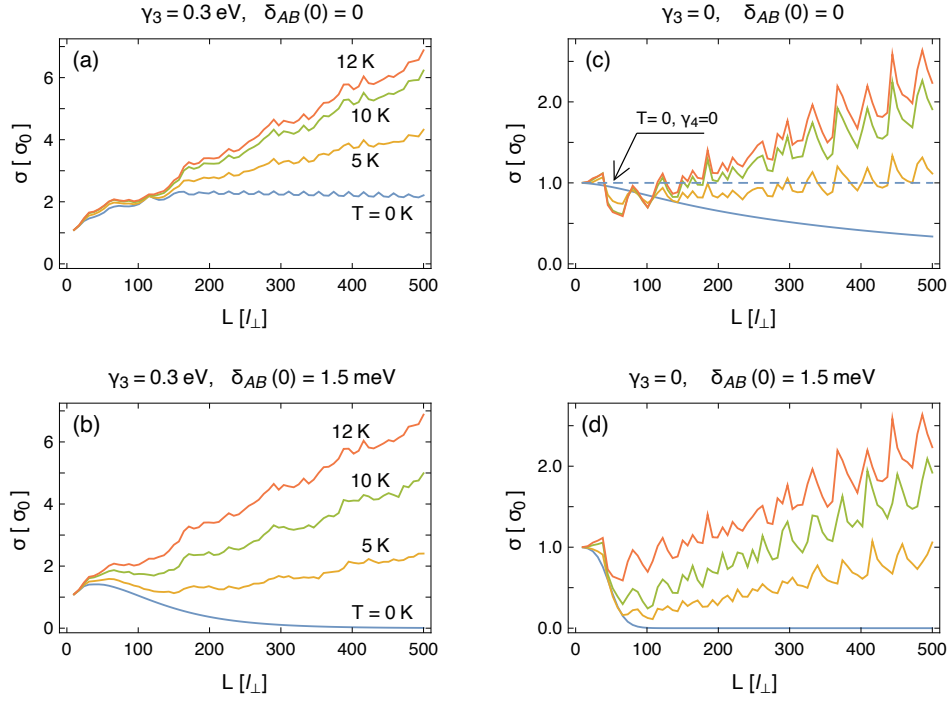 γ₃ = 0.3 eV, δ_AB (0) = 0
(a)
12 K
10 K
5 K
T = 0 K
σ [ σ₀ ]
0
2
4
6
0 100 200 300 400 500
L [l⊥]
γ₃ = 0, δ_AB (0) = 0
(c)
T = 0, γ₄=0
σ [ σ₀ ]
0.0
1.0
2.0
0 100 200 300 400 500
L [l⊥]
γ₃ = 0.3 eV, δ_AB (0) = 1.5 meV
(b)
12 K
10 K
5 K
T = 0 K
σ [ σ₀ ]
0
2
4
6
0 100 200 300 400 500
L [l⊥]
γ₃ = 0, δ_AB (0) = 1.5 meV
(d)
σ [ σ₀ ]
0.0
1.0
2.0
0 100 200 300 400 500
L [l⊥]